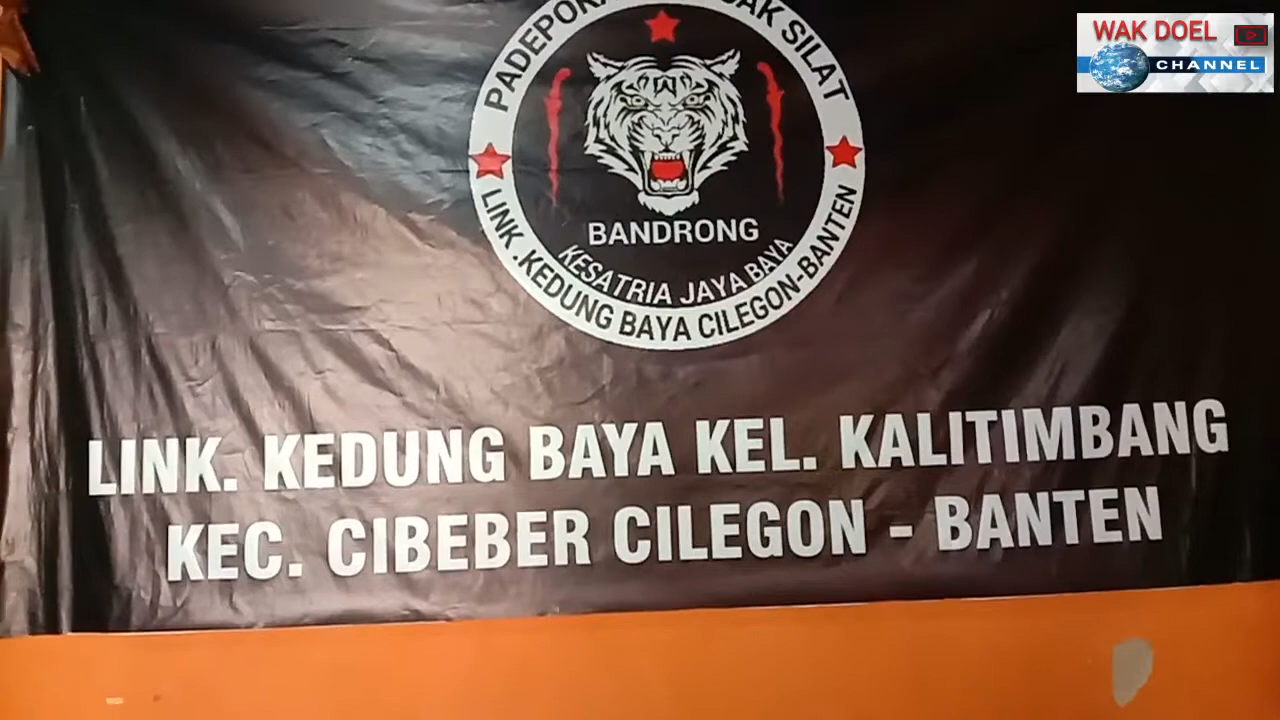 WAK DOEL
CHANNEL
SILAT
BANDRONG
KESATRIA JAYA BAYA
LINK .KEDUNG BAYA CILEGON-BANTEN
LINK. KEDUNG BAYA KEL. KALITIMBANG
KEC. CIBEBER CILEGON - BANTEN